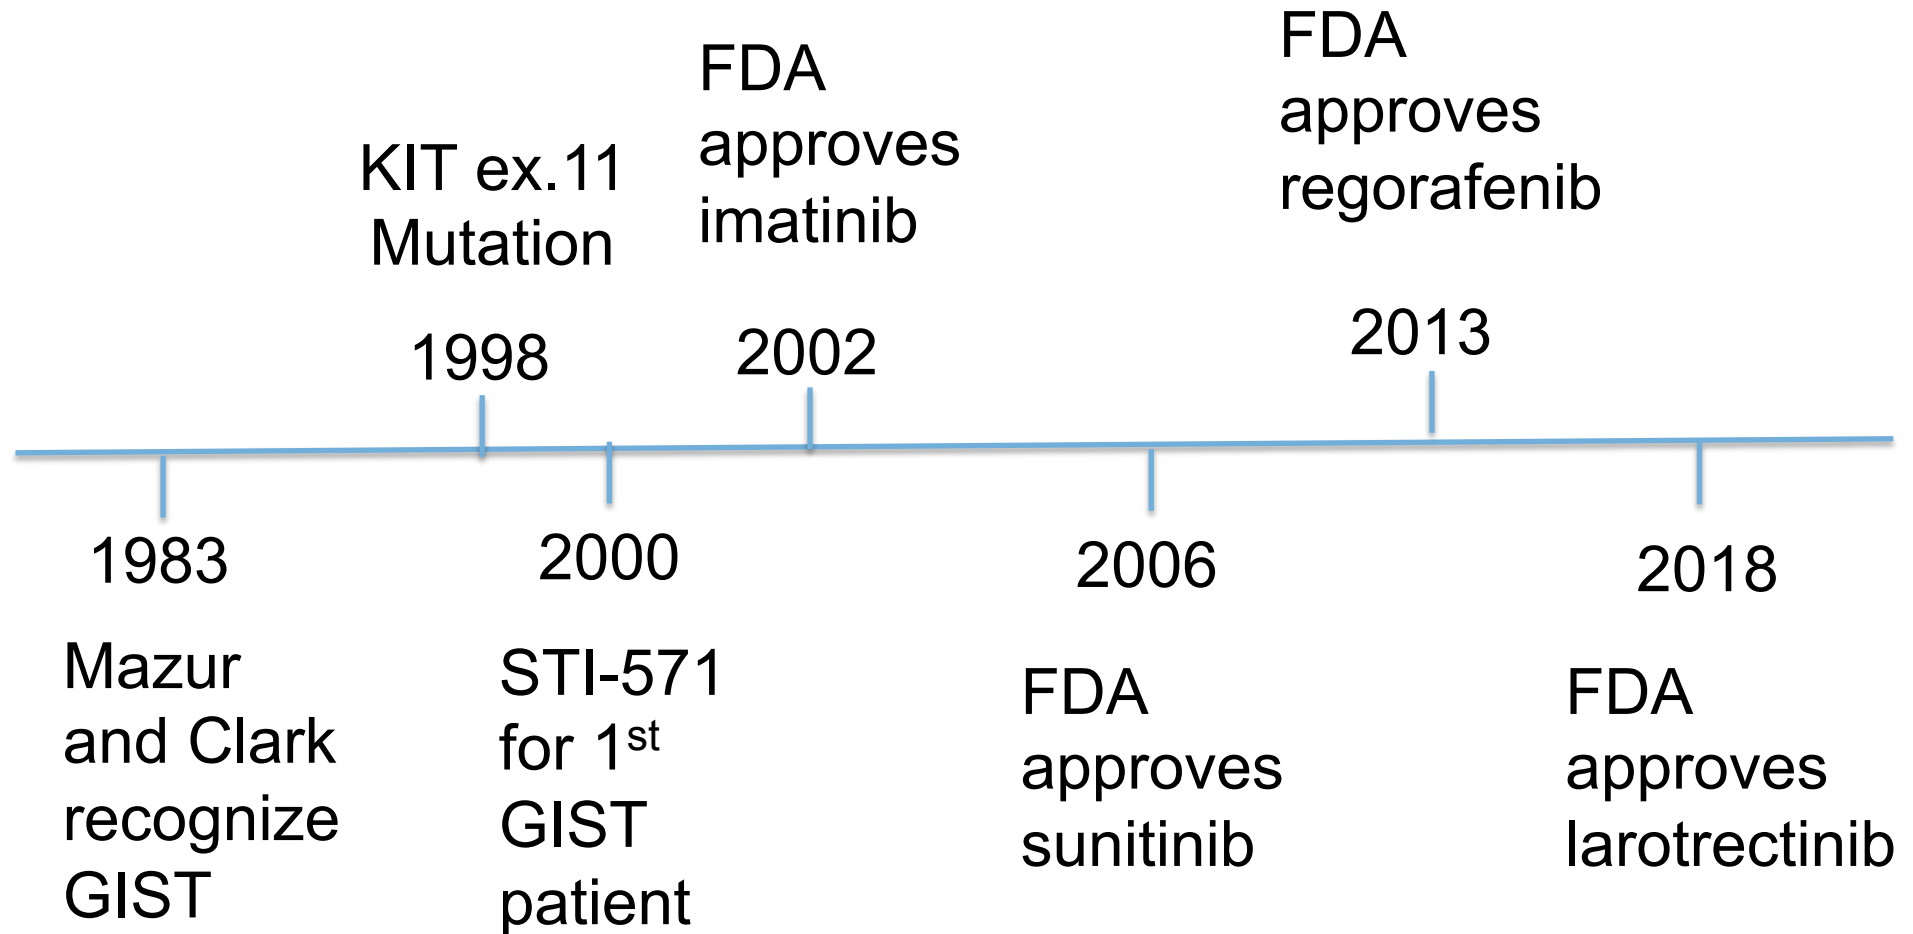 KIT ex.11
Mutation
1998
FDA
approves
imatinib
2002
FDA
approves
regorafenib
2013
1983
Mazur
and Clark
recognize
GIST
2000
STI-571
for 1st
GIST
patient
2006
FDA
approves
sunitinib
2018
FDA
approves
larotrectinib